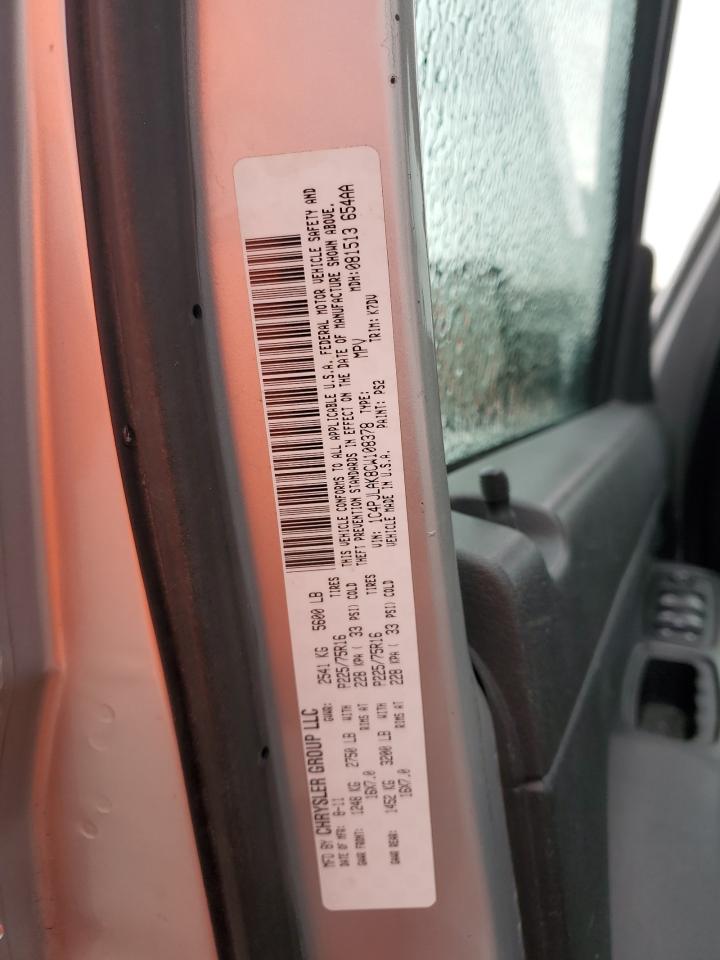 MFD BY CHRYSLER GROUP LLC
DATE OF MFR: 8-11 GVWR: 2541 KG 5600 LB
GAWR FRONT: 1248 KG 2750 LB WITH P225/75R16 TIRES
16X7.0 RIMS AT 228 KPA ( 33 PSI) COLD
GAWR REAR: 1452 KG 3200 LB WITH P225/75R16 TIRES
16X7.0 RIMS AT 228 KPA ( 33 PSI) COLD
THIS VEHICLE CONFORMS TO ALL APPLICABLE U.S.A. FEDERAL MOTOR VEHICLE SAFETY AND
THEFT PREVENTION STANDARDS IN EFFECT ON THE DATE OF MANUFACTURE SHOWN ABOVE.
VIN: 1C4PJLAK8CW108378 TYPE: MPV MDH:081513 654AA
VEHICLE MADE IN U.S.A. PAINT: PS2 TRIM: K7DV